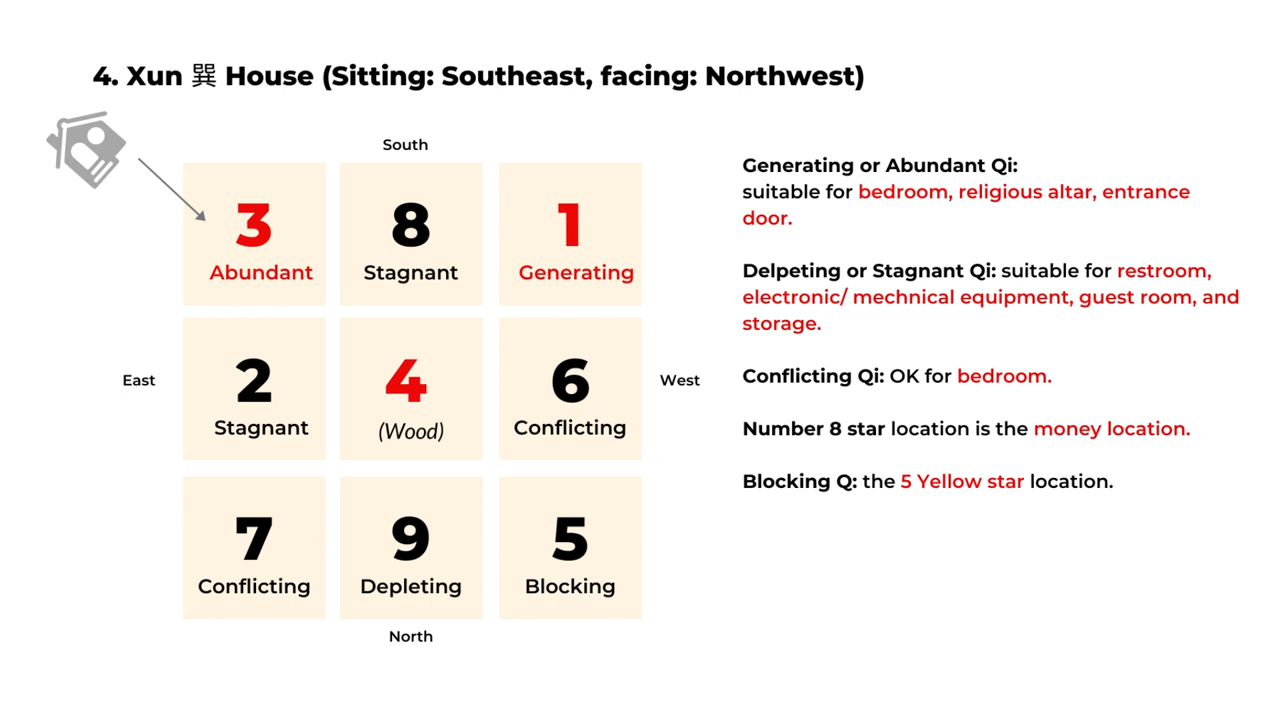 4. Xun 巽 House (Sitting: Southeast, facing: Northwest)
South
3
Abundant
8
Stagnant
1
Generating
East
2
Stagnant
4
(Wood)
6
Conflicting
West
7
Conflicting
9
Depleting
5
Blocking
North
Generating or Abundant Qi:
suitable for bedroom, religious altar, entrance
door.
Delpeting or Stagnant Qi: suitable for restroom,
electronic/ mechnical equipment, guest room, and
storage.
Conflicting Qi: OK for bedroom.
Number 8 star location is the money location.
Blocking Q: the 5 Yellow star location.